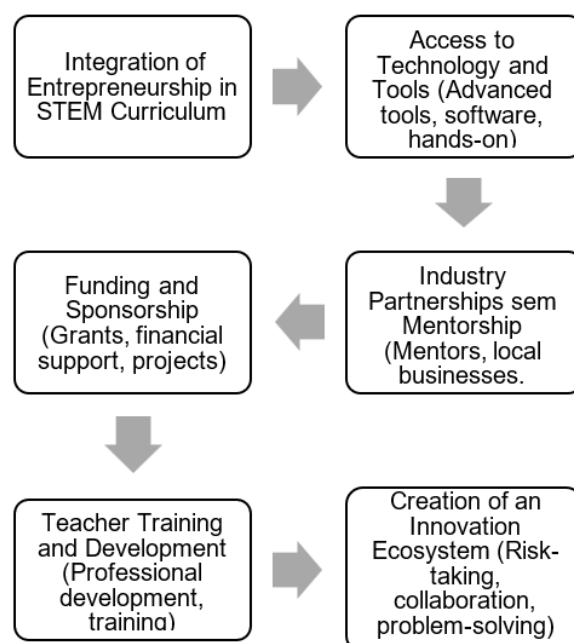 Integration of
Entrepreneurship in
STEM Curriculum
Access to
Technology and
Tools (Advanced
tools, software,
hands-on)
Industry
Partnerships sem
Mentorship
(Mentors, local
businesses.
Funding and
Sponsorship
(Grants, financial
support, projects)
Teacher Training
and Development
(Professional
development,
training)
Creation of an
Innovation
Ecosystem (Risk-
taking,
collaboration,
problem-solving)